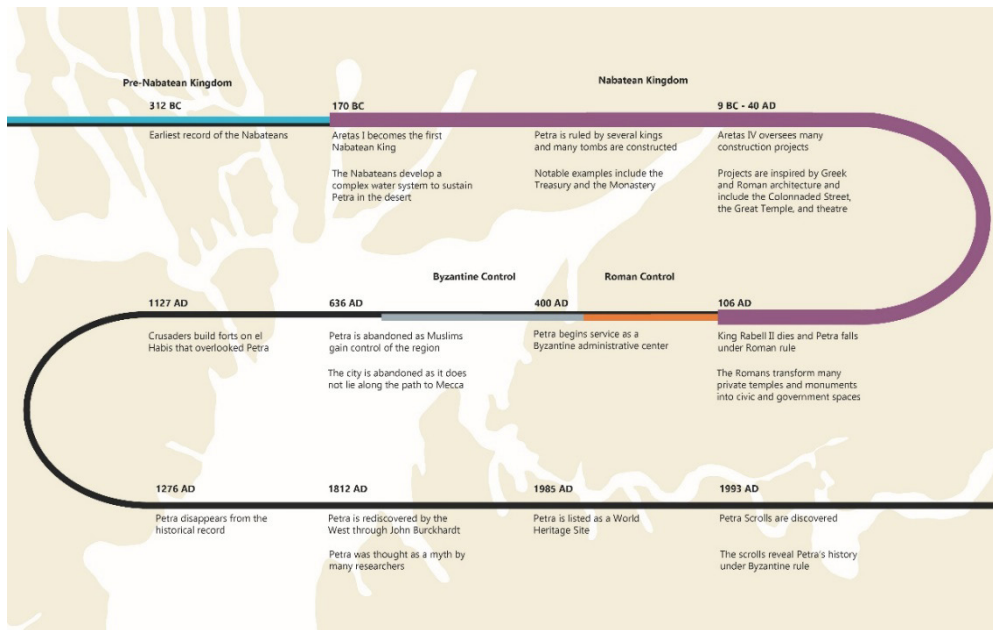 Pre-Nabatean Kingdom
Nabatean Kingdom
312 BC
170 BC
9 BC - 40 AD
Earliest record of the Nabateans
Aretas I becomes the first
Nabatean King
The Nabateans develop a
complex water system to sustain
Petra in the desert
Petra is ruled by several kings
and many tombs are constructed
Notable examples include the
Treasury and the Monastery
Aretas IV oversees many
construction projects
Projects are inspired by Greek
and Roman architecture and
include the Colonnaded Street,
the Great Temple, and theatre
Byzantine Control
Roman Control
1127 AD
636 AD
400 AD
106 AD
Crusaders build forts on el
Habis that overlooked Petra
Petra is abandoned as Muslims
gain control of the region
The city is abandoned as it does
not lie along the path to Mecca
Petra begins service as a
Byzantine administrative center
King Rabell II dies and Petra falls
under Roman rule
The Romans transform many
private temples and monuments
into civic and government spaces
1276 AD
1812 AD
1985 AD
1993 AD
Petra disappears from the
historical record
Petra is rediscovered by the
West through John Burckhardt
Petra was thought as a myth by
many researchers
Petra is listed as a World
Heritage Site
Petra Scrolls are discovered
The scrolls reveal Petra's history
under Byzantine rule